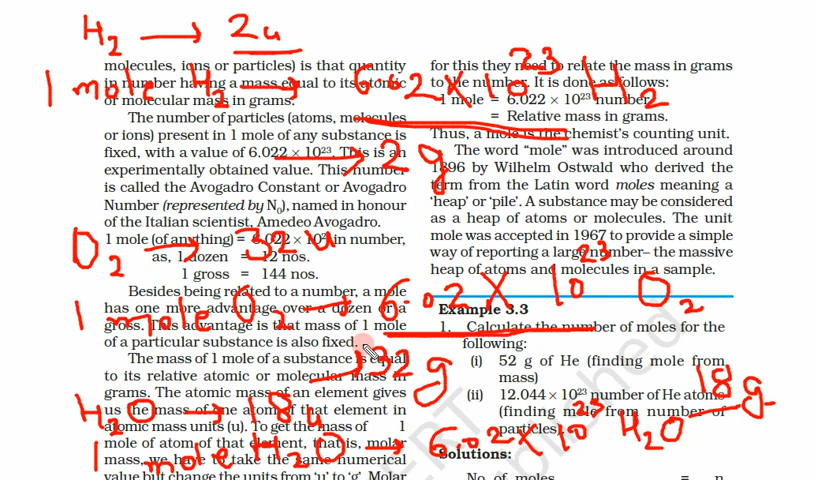 H2 → 2u
molecules, ions or particles) is that quantity
in number having a mass equal to its atomic
or molecular mass in grams.
1 mole H2 → 6.02 × 10^23 H2
The number of particles (atoms, molecules
or ions) present in 1 mole of any substance is
fixed, with a value of 6.022 × 10^23. This is an
experimentally obtained value. This number
is called the Avogadro Constant or Avogadro
Number (represented by N0), named in honour
of the Italian scientist, Amedeo Avogadro.
→ 2 g
1 mole (of anything) = 6.022 × 10^23 in number,
as, 1 dozen = 12 nos.
1 gross = 144 nos.
O2 → 32 u
Besides being related to a number, a mole
has one more advantage over a dozen or a
gross. This advantage is that mass of 1 mole
of a particular substance is also fixed.
1 mole O2 → 6.02 × 10^23 O2
→ 32 g
The mass of 1 mole of a substance is equal
to its relative atomic or molecular mass in
grams. The atomic mass of an element gives
us the mass of one atom of that element in
atomic mass units (u). To get the mass of 1
mole of atom of that element, that is, molar
mass, we have to take the same numerical
value but change the units from 'u' to 'g'. Molar
H2O → 18u
1 mole H2O → 6.02 × 10^23 H2O
18 g
for this they need to relate the mass in grams
to the number. It is done as follows:
1 mole = 6.022 × 10^23 number
= Relative mass in grams.
Thus, a mole is the chemist's counting unit.
The word "mole" was introduced around
1896 by Wilhelm Ostwald who derived the
term from the Latin word moles meaning a
'heap' or 'pile'. A substance may be considered
as a heap of atoms or molecules. The unit
mole was accepted in 1967 to provide a simple
way of reporting a large number– the massive
heap of atoms and molecules in a sample.
Example 3.3
1. Calculate the number of moles for the
following:
(i) 52 g of He (finding mole from
mass)
(ii) 12.044 × 10^23 number of He atoms
(finding mole from number of
particles).
Solutions:
No. of moles = n